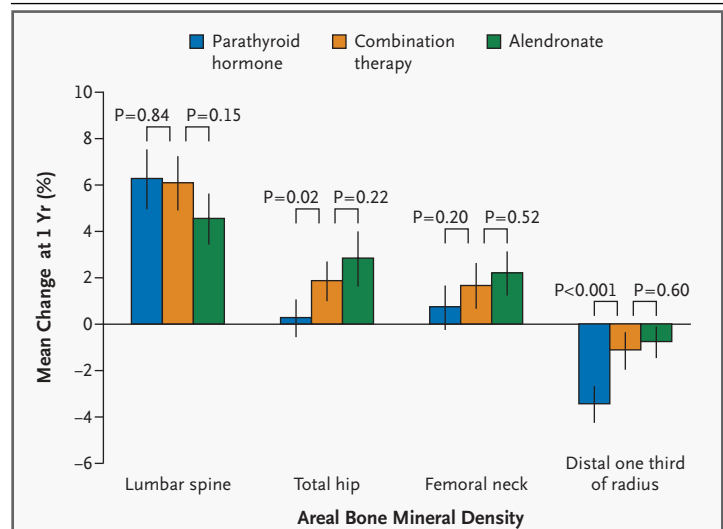 Parathyroid hormone
Combination therapy
Alendronate
Mean Change at 1 Yr (%)
10
8
6
4
2
0
−2
−4
−6
P=0.84
P=0.15
P=0.02
P=0.22
P=0.20
P=0.52
P<0.001
P=0.60
Lumbar spine
Total hip
Femoral neck
Distal one third
of radius
Areal Bone Mineral Density